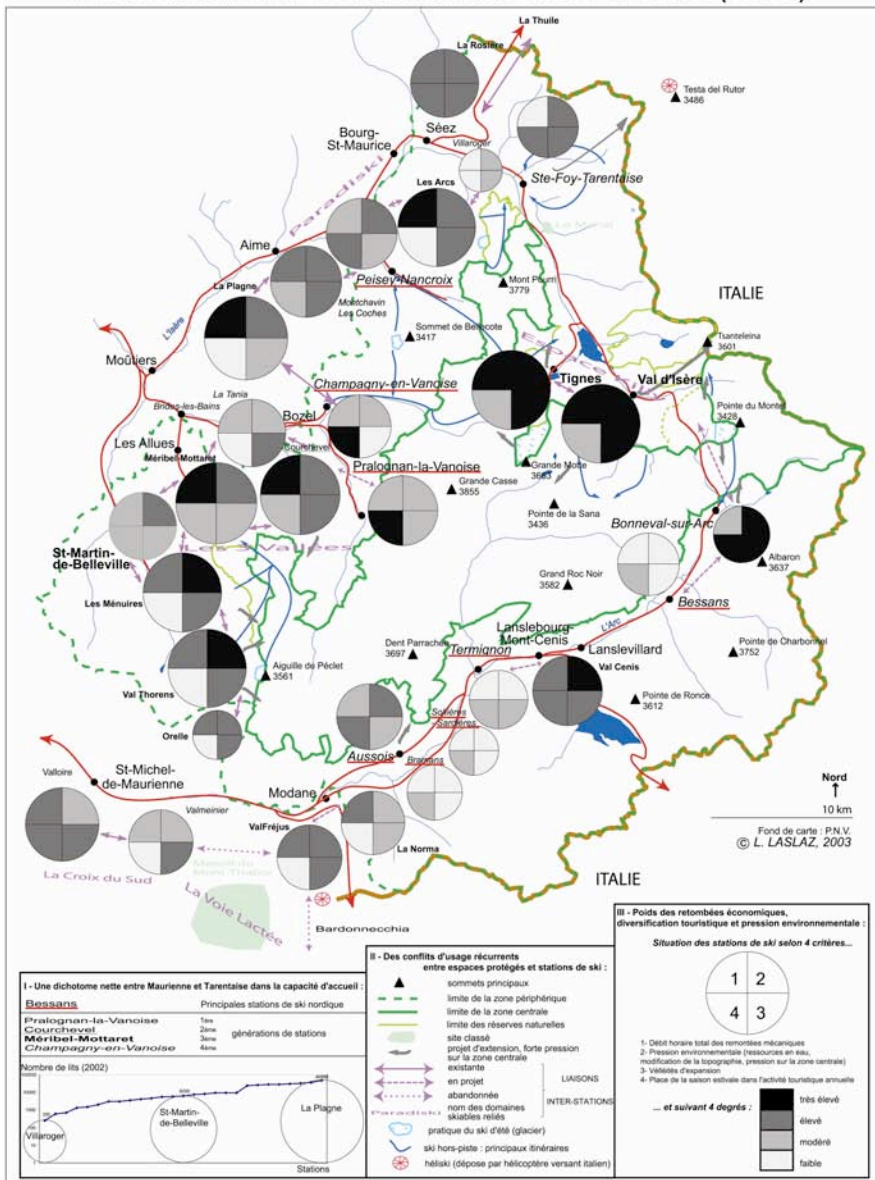 La Thuile
La Rosière
Testa del Rutor
3486
Séez
Bourg-
St-Maurice
Villaroger
Ste-Foy-Tarentaise
Les Arcs
Paradiski
Aime
Peisey-Nancroix
La Plagne
Montchavin
Les Coches
Mont Pourri
3779
ITALIE
Sommet de Bellecote
3417
Tsanteleina
3601
L'Isère
Moûtiers
Champagny-en-Vanoise
Tignes
Val d'Isère
La Tania
Brides-les-Bains
Bozel
Pointe du Montet
3428
Les Allues
Méribel-Mottaret
Courchevel
Pralognan-la-Vanoise
Grande Motte
Grande Casse
3855
Pointe de la Sana
3436
Bonneval-sur-Arc
Les 3 Vallées
St-Martin-
de-Belleville
Albaron
3637
Grand Roc Noir
3582
Les Ménuires
Bessans
L'Arc
Lanslebourg-
Mont-Cenis
Dent Parrachée
3697
Termignon
Lanslevillard
Val Cenis
Pointe de Charbonnel
3752
Aiguille de Péclet
3561
Val Thorens
Pointe de Ronce
3612
Orelle
Sollières
-Sardières
Aussois
Bramans
Valloire
St-Michel-
de-Maurienne
Modane
Nord
10 km
Valmeinier
ValFréjus
La Norma
Fond de carte : P.N.V.
© L. LASLAZ, 2003
La Croix du Sud
Massif du
Mont Thabor
La Voie Lactée
ITALIE
Bardonnecchia
I - Une dichotome nette entre Maurienne et Tarentaise dans la capacité d'accueil :
Bessans Principales stations de ski nordique
Pralognan-la-Vanoise 1ère
Courchevel 2ème
Méribel-Mottaret 3ème générations de stations
Champagny-en-Vanoise 4ème
Nombre de lits (2002)
Villaroger
St-Martin-
de-Belleville
La Plagne
Stations
II - Des conflits d'usage récurrents
entre espaces protégés et stations de ski :
sommets principaux
limite de la zone périphérique
limite de la zone centrale
limite des réserves naturelles
site classé
projet d'extension, forte pression
sur la zone centrale
existante
en projet LIAISONS
abandonnée INTER-STATIONS
Paradiski nom des domaines
skiables reliés
pratique du ski d'été (glacier)
ski hors-piste : principaux itinéraires
héliski (dépose par hélicoptère versant italien)
III - Poids des retombées économiques,
diversification touristique et pression environnementale :
Situation des stations de ski selon 4 critères...
1 2
4 3
1- Débit horaire total des remontées mécaniques
2- Pression environnementale (ressources en eau,
modification de la topographie, pression sur la zone centrale)
3- Vélléités d'expansion
4- Place de la saison estivale dans l'activité touristique annuelle
... et suivant 4 degrés :
très élevé
élevé
modéré
faible